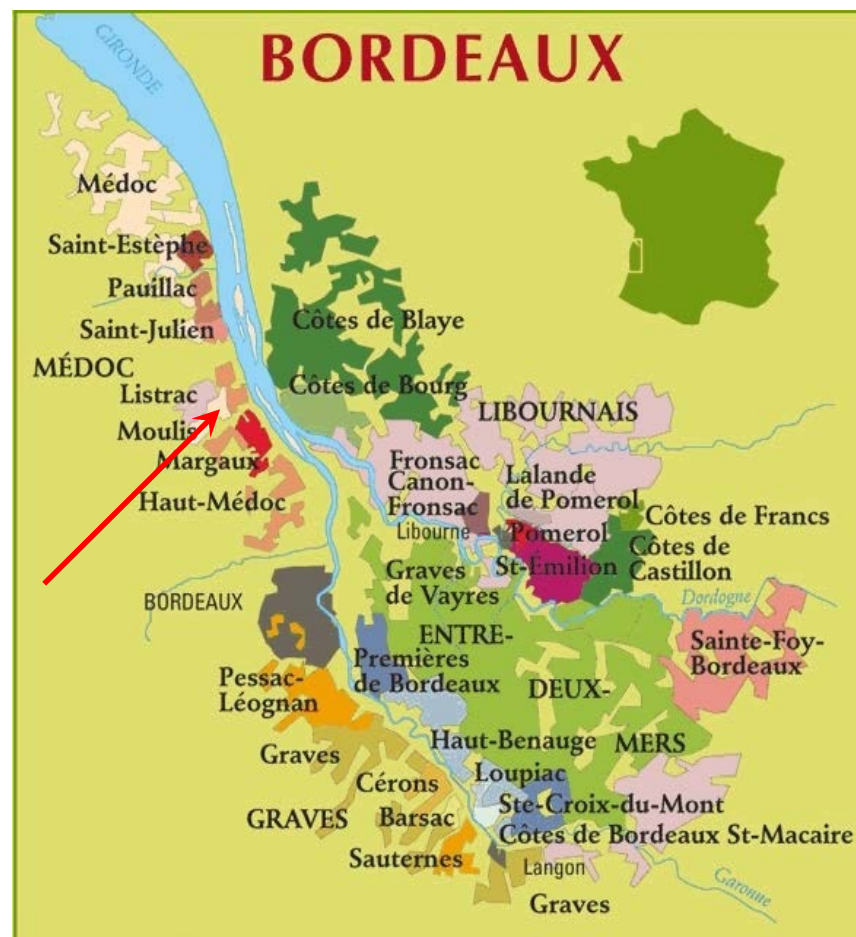 GIRONDE
BORDEAUX
Médoc
Saint-Estèphe
Pauillac
Saint-Julien
MÉDOC
Listrac
Moulis
Margaux
Haut-Médoc
Côtes de Blaye
Côtes de Bourg
LIBOURNAIS
Fronsac
Canon-
Fronsac
Lalande
de Pomerol
Libourne
Pomerol
Côtes de Francs
St-Émilion
Côtes de
Castillon
Graves
de Vayres
Dordogne
BORDEAUX
ENTRE-
DEUX-
MERS
Sainte-Foy-
Bordeaux
Premières
de Bordeaux
Pessac-
Léognan
Haut-Benauge
Graves
Loupiac
Cérons
Ste-Croix-du-Mont
GRAVES
Barsac
Côtes de Bordeaux St-Macaire
Sauternes
Langon
Garonne
Graves